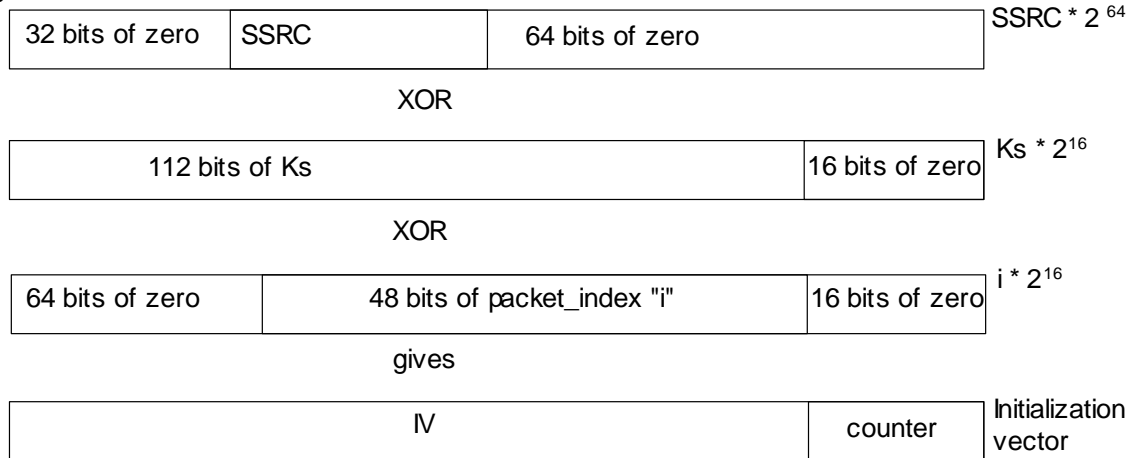 32 bits of zero SSRC 64 bits of zero SSRC * 2 64
XOR
112 bits of Ks 16 bits of zero Ks * 2 16
XOR
64 bits of zero 48 bits of packet_index "i" 16 bits of zero i * 2 16
gives
IV counter Initialization
vector